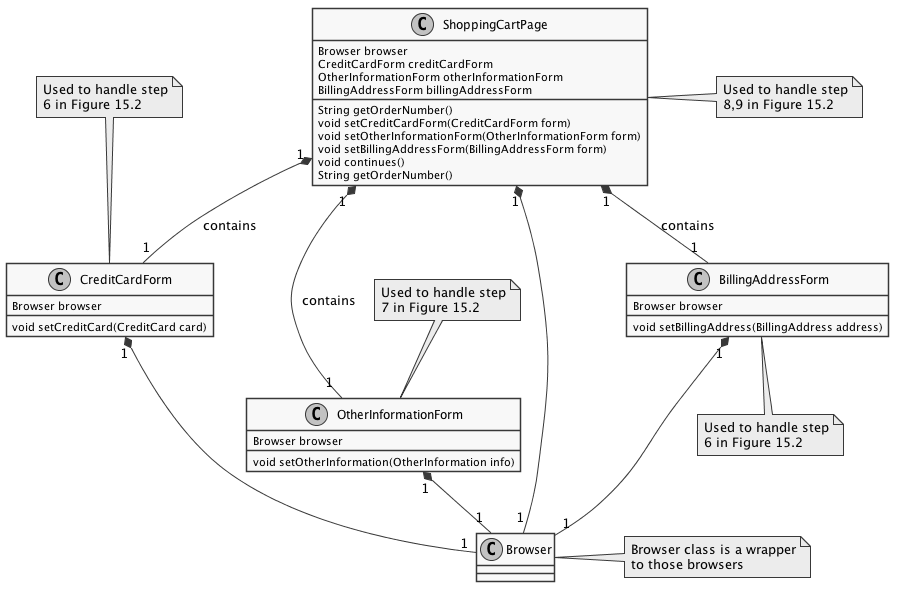 C ShoppingCartPage
Browser browser
CreditCardForm creditCardForm
OtherInformationForm otherInformationForm
BillingAddressForm billingAddressForm
String getOrderNumber()
void setCreditCardForm(CreditCardForm form)
void setOtherInformationForm(OtherInformationForm form)
void setBillingAddressForm(BillingAddressForm form)
void continues()
String getOrderNumber()
Used to handle step
6 in Figure 15.2
Used to handle step
8,9 in Figure 15.2
1
1
1
1
contains
contains
1
1
C CreditCardForm
Browser browser
void setCreditCard(CreditCard card)
contains
Used to handle step
7 in Figure 15.2
C BillingAddressForm
Browser browser
void setBillingAddress(BillingAddress address)
1
1
1
C OtherInformationForm
Browser browser
void setOtherInformation(OtherInformation info)
Used to handle step
6 in Figure 15.2
1
1
1
1
1
C Browser
Browser class is a wrapper
to those browsers